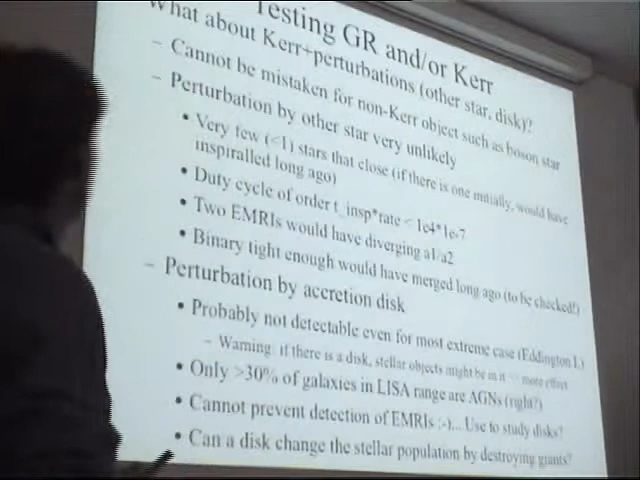 Testing GR and/or Kerr
What about Kerr+perturbations (other star, disk)?
– Cannot be mistaken for non-Kerr object such as boson star
– Perturbation by other star very unlikely
• Very few (<1) stars that close (if there is one initially, would have
inspiralled long ago)
• Duty cycle of order t_insp*rate < 1e4*1e-7
• Two EMRIs would have diverging a1/a2
• Binary tight enough would have merged long ago (to be checked!)
– Perturbation by accretion disk
• Probably not detectable even for most extreme case (Eddington L)
– Warning: if there is a disk, stellar objects might be in it more effect
• Only >30% of galaxies in LISA range are AGNs (right?)
• Cannot prevent detection of EMRIs :-)... Use to study disks?
• Can a disk change the stellar population by destroying giants?